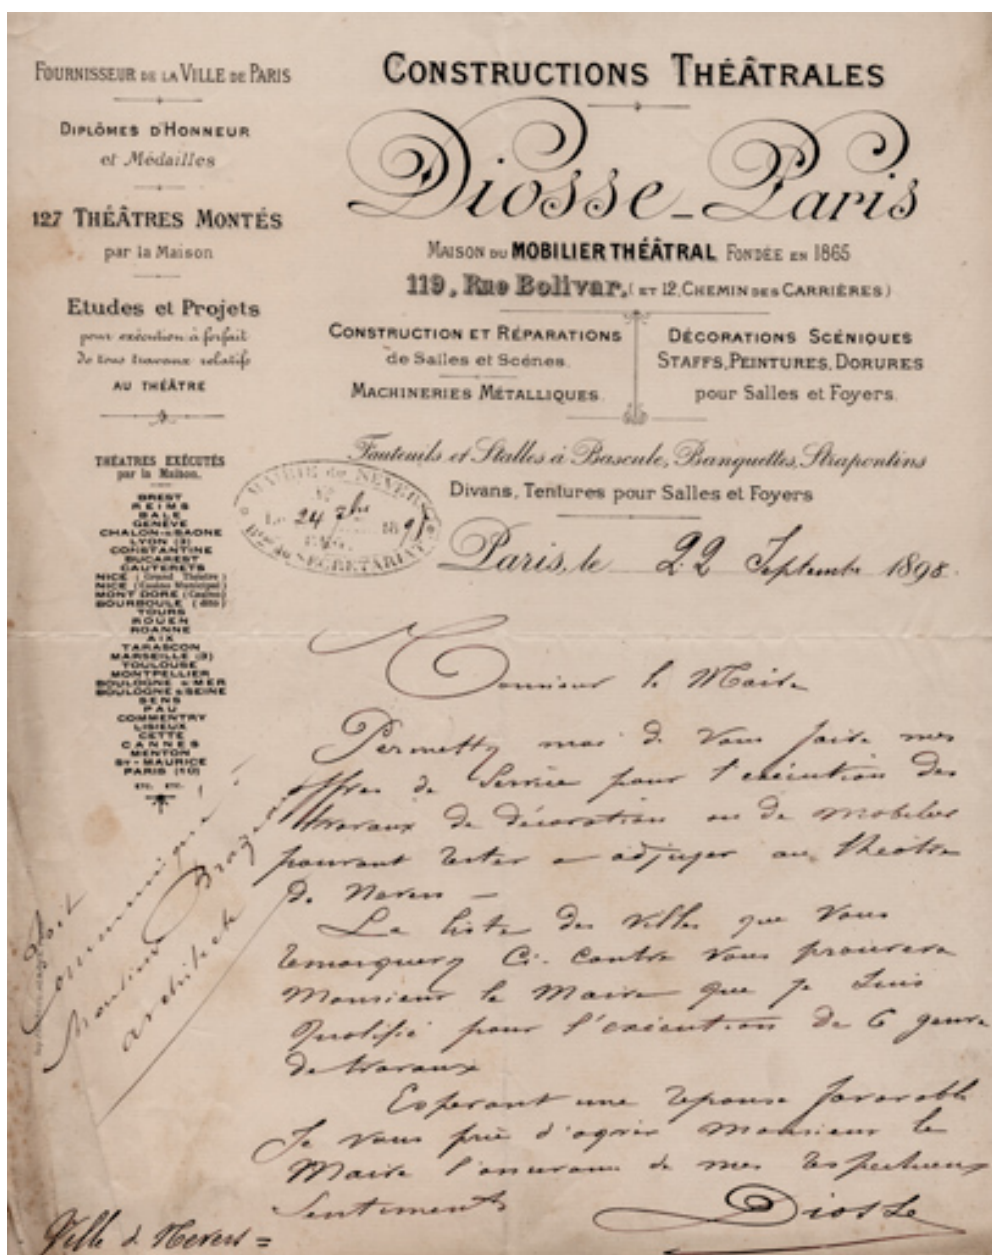 FOURNISSEUR DE LA VILLE DE PARIS
DIPLÔMES D'HONNEUR
et Médailles
127 THÉÂTRES MONTÉS
par la Maison
Etudes et Projets
pour exécution à forfait
de tous travaux relatifs
AU THÉÂTRE
THÉATRES EXÉCUTÉS
par la Maison.
BREST
REIMS
BALE
GENÈVE
CHALON-s-SAONE
LYON (3)
CONSTANTINE
BUCAREST
CAUTERETS
NICE (Grand Théâtre)
NICE (Casino Municipal)
MONT DORE (Casino)
BOURBOULE (dito)
TOURS
ROUEN
ROANNE
AIX
TARASCON
MARSEILLE (3)
TOULOUSE
MONTPELLIER
BOULOGNE s/MER
BOULOGNE s/SEINE
SENS
PAU
COMMENTRY
LISIEUX
CETTE
CANNES
MENTON
St-MAURICE
PARIS (10)
ETC. ETC.
CONSTRUCTIONS THÉÂTRALES
Diosse_Paris
MAISON DU MOBILIER THÉÂTRAL FONDÉE EN 1865
119, Rue Bolivar, (ET 12, CHEMIN DES CARRIÈRES)
CONSTRUCTION ET RÉPARATIONS
de Salles et Scénes.
MACHINERIES MÉTALLIQUES.
DÉCORATIONS SCÉNIQUES
STAFFS, PEINTURES, DORURES
pour Salles et Foyers.
Fauteuils et Stalles à Bascule, Banquettes, Strapontins
Divans, Tentures pour Salles et Foyers
MAIRIE de NEVERS
Le 24 7bre 1898
Bau du SECRÉTARIAT
Paris, le 22 Septembre 1898.
Monsieur le Maire
Permettez moi de vous faire mes
offres de Service pour l'exécution des
travaux de décoration ou de mobilier
pouvant rester a adjuger au théâtre
de Nevers –
La liste des villes que vous
remarquerez Ci-contre vous prouvera
Monsieur le Maire que je suis
qualifié pour l'exécution de ce genre
de travaux
Espérant une réponse favorable
Je vous prie d'agréer Monsieur le
Maire l'assurance de mes respectueux
Sentiments
Diosse
Soit
Communiqué à
Monsieur Brazeau
architecte
Ville de Nevers =